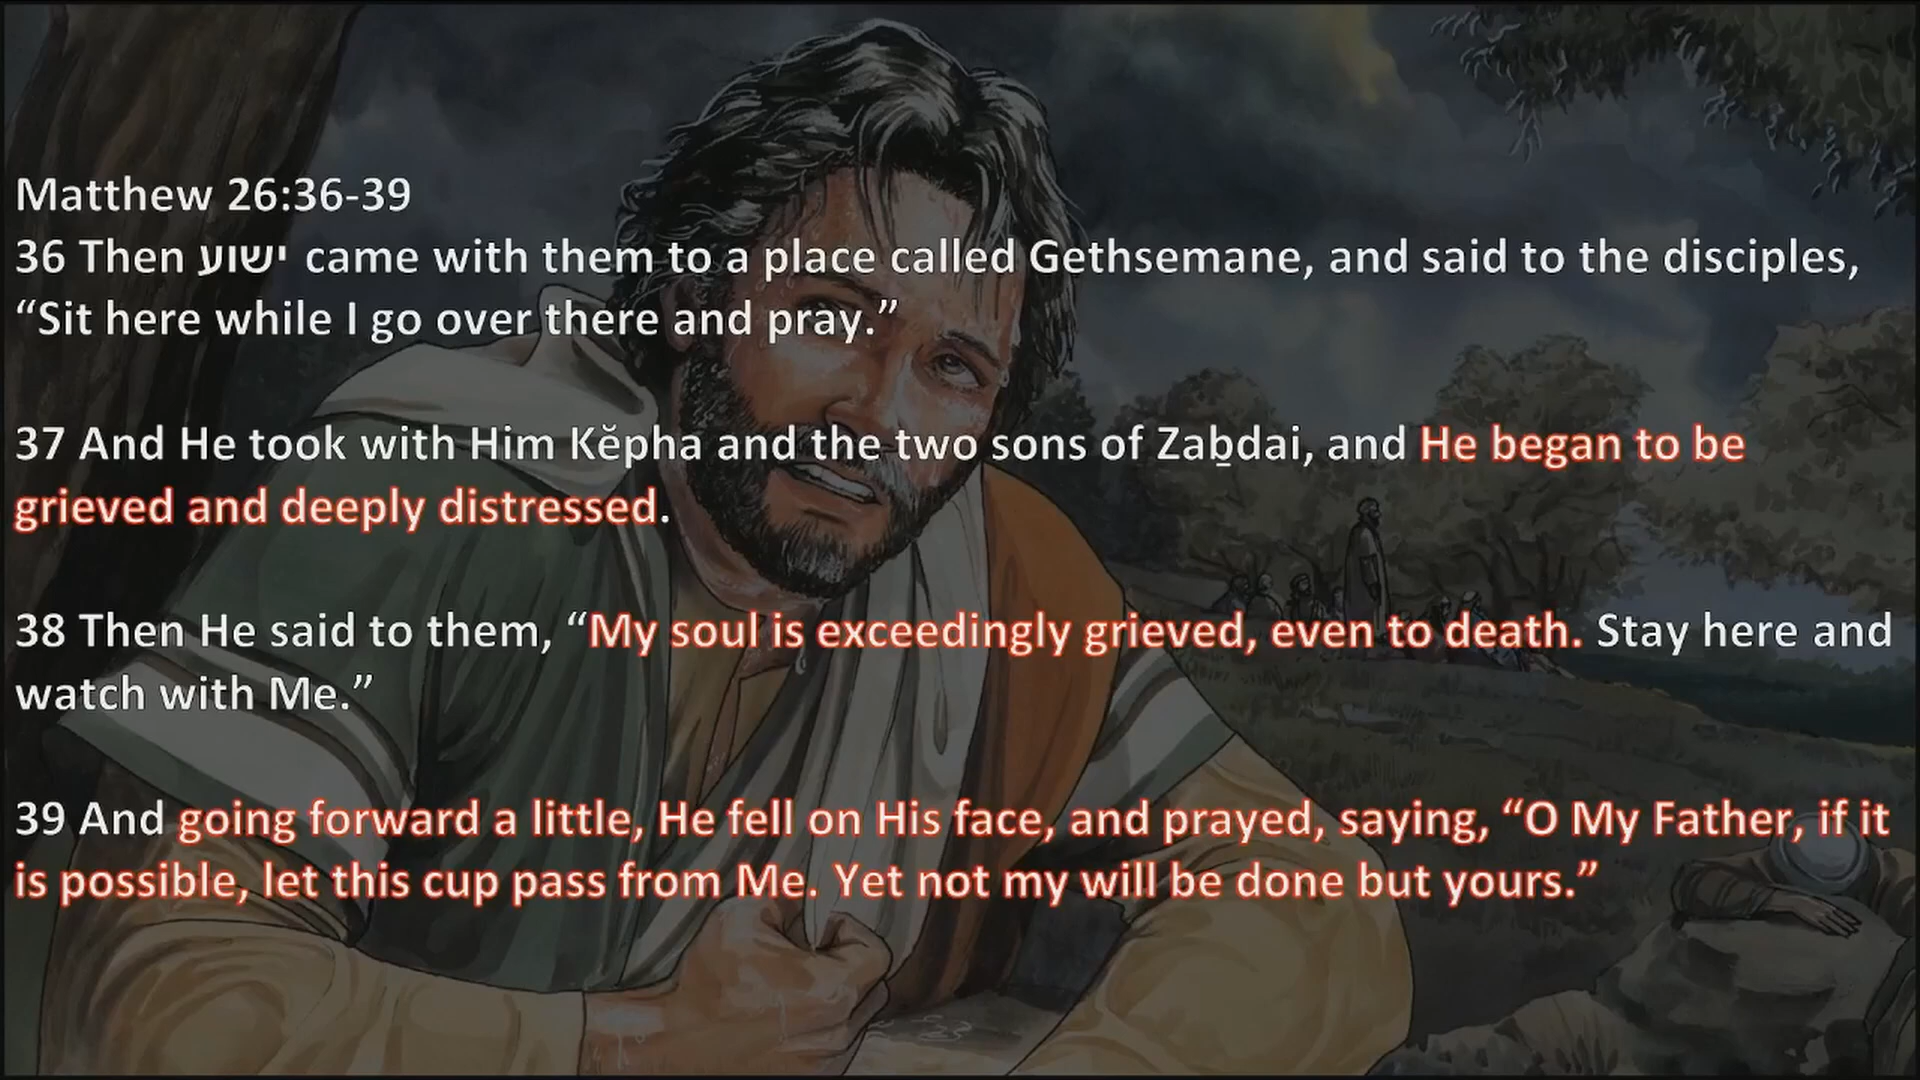 Matthew 26:36-39
36 Then ישוע came with them to a place called Gethsemane, and said to the disciples,
“Sit here while I go over there and pray.”
37 And He took with Him Kĕpha and the two sons of Zaḇdai, and He began to be
grieved and deeply distressed.
38 Then He said to them, “My soul is exceedingly grieved, even to death. Stay here and
watch with Me.”
39 And going forward a little, He fell on His face, and prayed, saying, “O My Father, if it
is possible, let this cup pass from Me. Yet not my will be done but yours.”